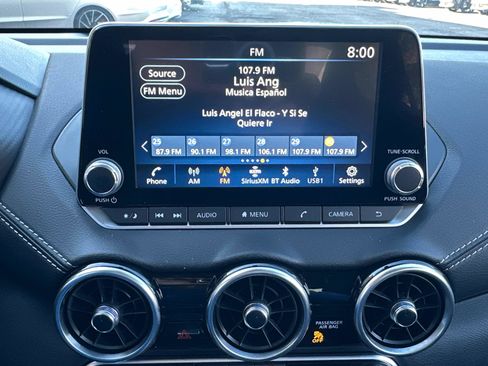 FM
8:00
Source
107.9 FM
Luis Ang
FM Menu
Musica Español
Luis Angel El Flaco - Y Si Se
Quiere Ir
25 26 27 28 29
87.9 FM 90.1 FM 98.1 FM 106.1 FM 107.9 FM 107.9 FM
Phone AM FM SiriusXM BT Audio USB1 Settings
VOL
TUNE·SCROLL
PUSH
PUSH SOUND
AUDIO MENU CAMERA
PASSENGER
AIR BAG
OFF